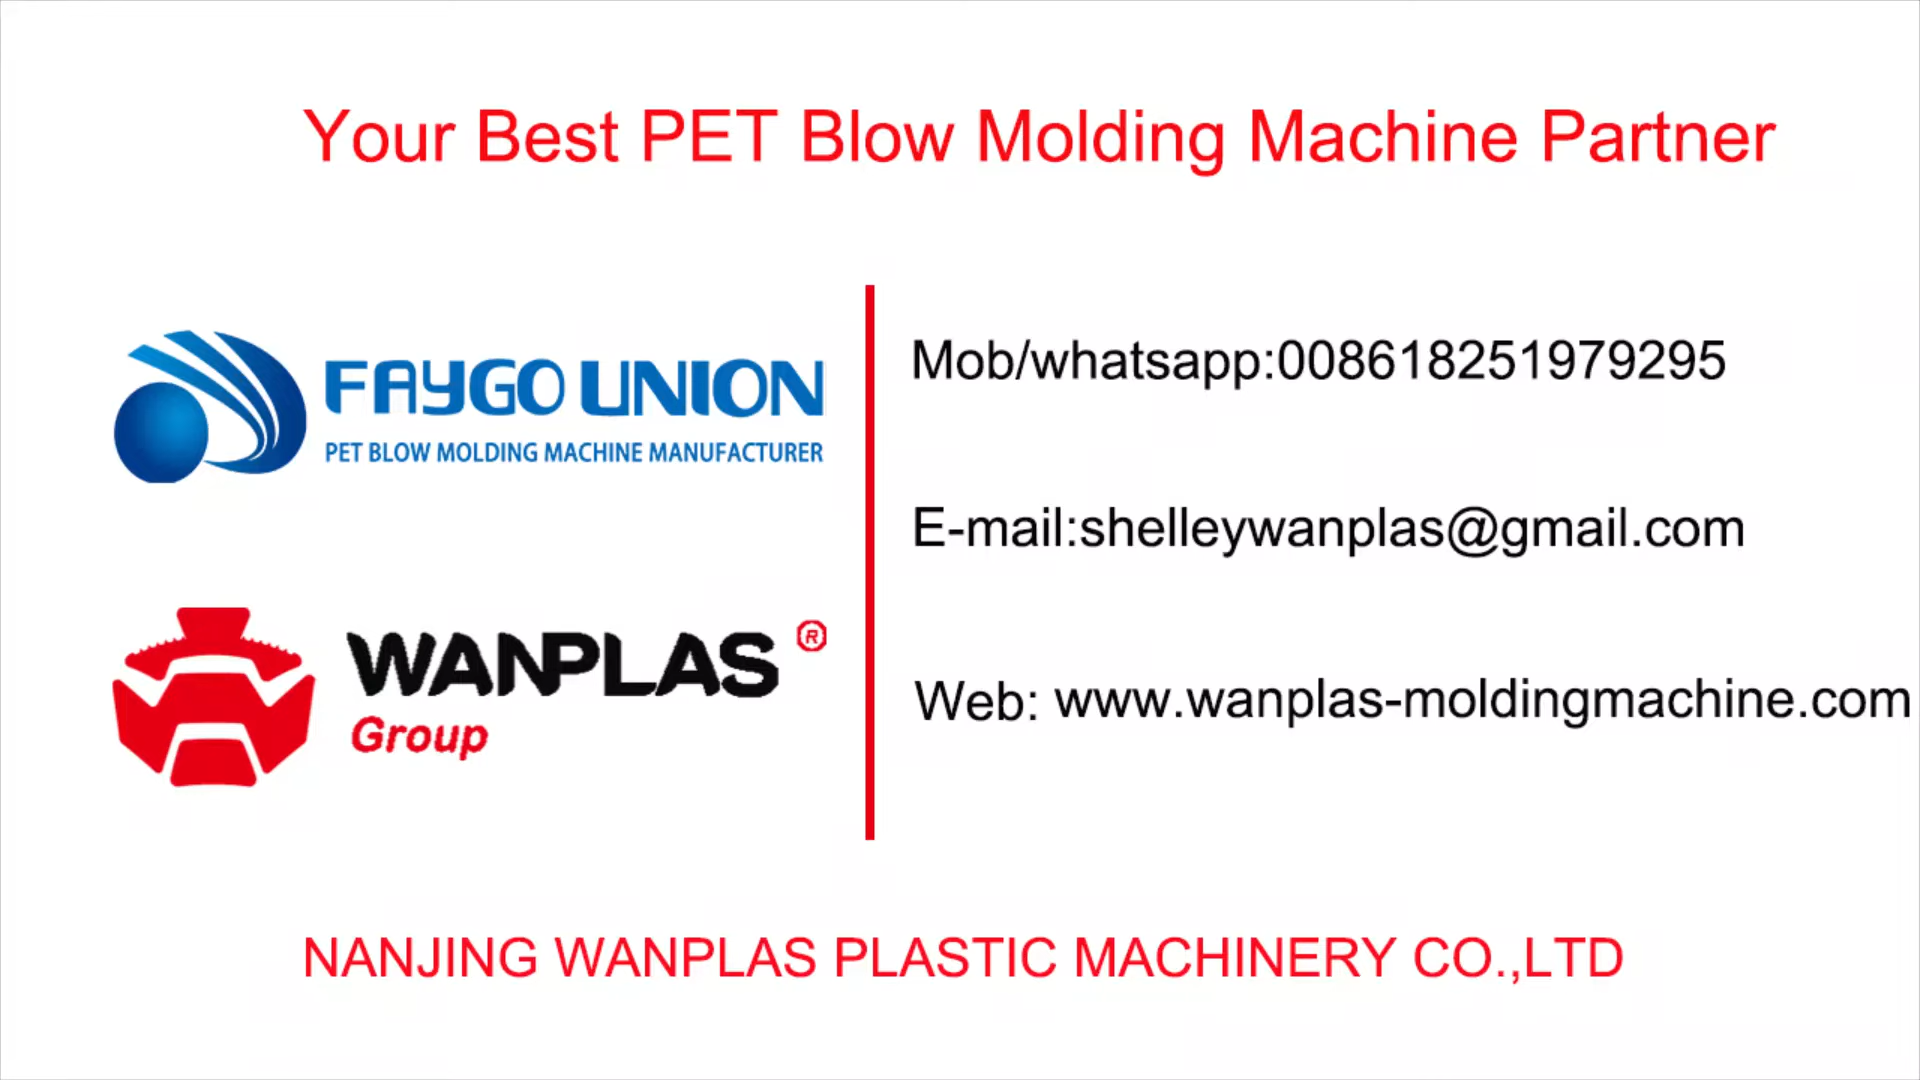 Your Best PET Blow Molding Machine Partner
FAYGO UNION
PET BLOW MOLDING MACHINE MANUFACTURER
WANPLAS ®
Group
Mob/whatsapp:008618251979295
E-mail:shelleywanplas@gmail.com
Web: www.wanplas-moldingmachine.com
NANJING WANPLAS PLASTIC MACHINERY CO.,LTD